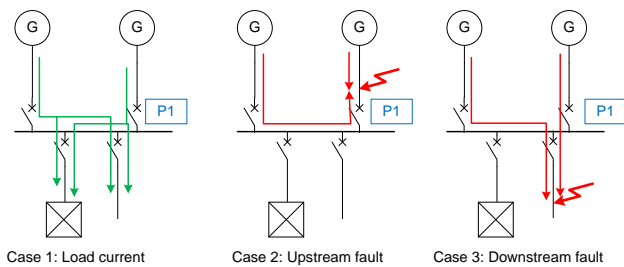 G
G
G
G
G
G
P1
P1
P1
Case 1: Load current
Case 2: Upstream fault
Case 3: Downstream fault